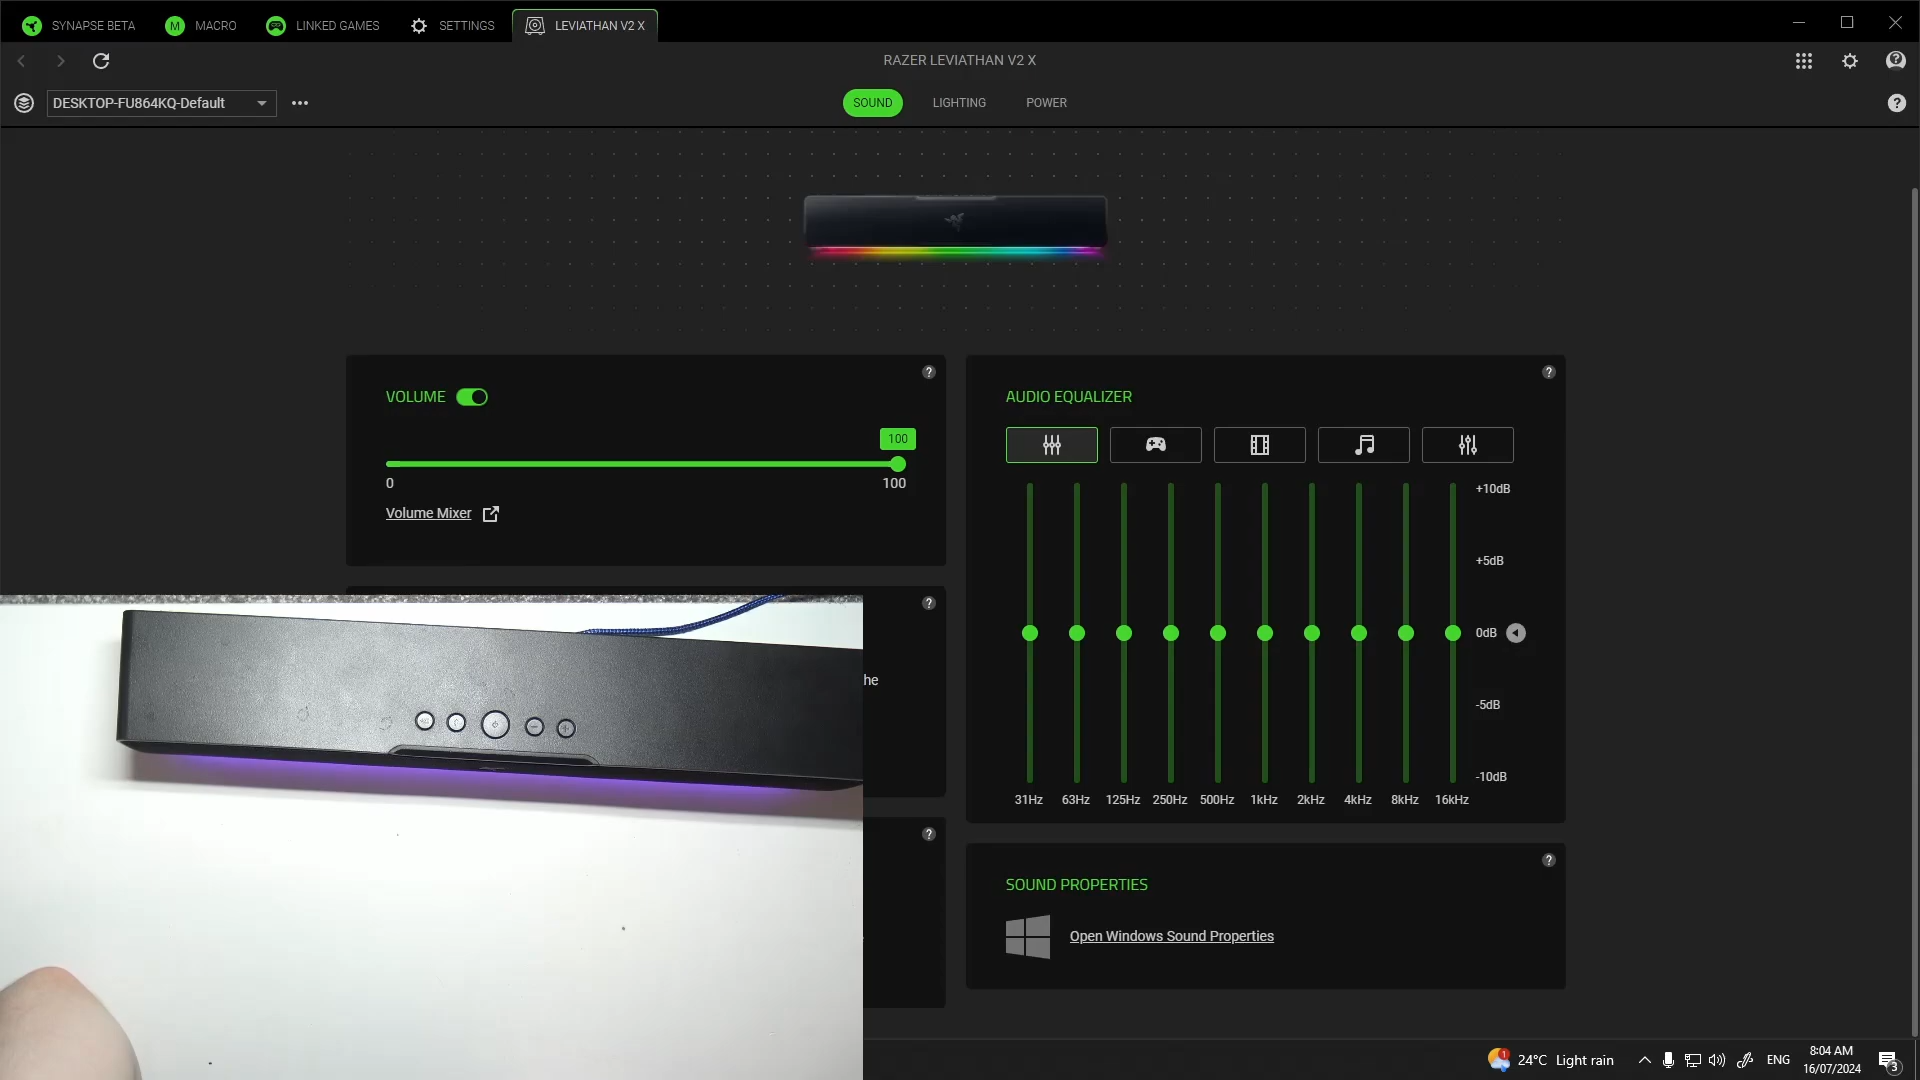 SYNAPSE BETA
MACRO
LINKED GAMES
SETTINGS
LEVIATHAN V2 X
RAZER LEVIATHAN V2 X
DESKTOP-FU864KQ-Default
SOUND
LIGHTING
POWER
VOLUME
100
0
100
Volume Mixer
he
AUDIO EQUALIZER
+10dB
+5dB
0dB
-5dB
-10dB
31Hz
63Hz
125Hz
250Hz
500Hz
1kHz
2kHz
4kHz
8kHz
16kHz
SOUND PROPERTIES
Open Windows Sound Properties
1
24°C Light rain
ENG
8:04 AM
16/07/2024
3